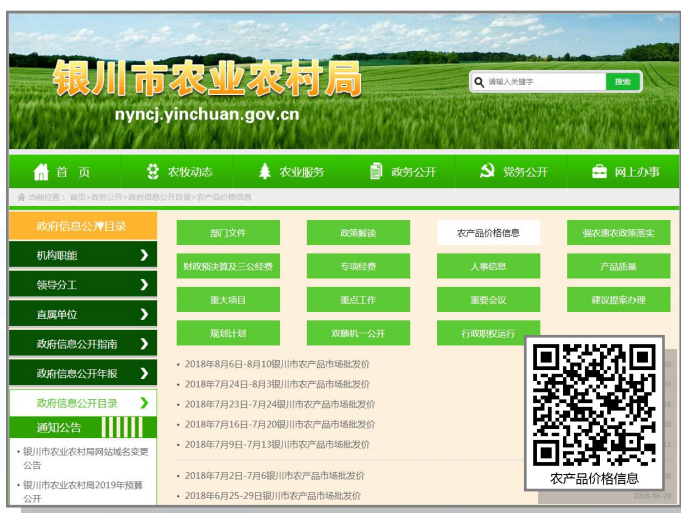 银川市农业农村局
nyncj.yinchuan.gov.cn
请输入关键字
搜索
首 页
农牧动态
农业服务
政务公开
党务公开
网上办事
当前位置：首页>政务公开>政府信息公开目录>农产品价格信息
政府信息公开目录
机构职能
领导分工
直属单位
政府信息公开指南
政府信息公开年报
政府信息公开目录
通知公告
• 银川市农业农村局网站域名变更
公告
• 银川市农业农村局2019年预算
公开
部门文件
政策解读
农产品价格信息
强农惠农政策落实
财政预决算及三公经费
专项经费
人事信息
产品质量
重大项目
重点工作
重要会议
建议提案办理
规划计划
双随机一公开
行政职权运行
• 2018年8月6日-8月10银川市农产品市场批发价
• 2018年7月24日-8月3银川市农产品市场批发价
• 2018年7月23日-7月24银川市农产品市场批发价
• 2018年7月16日-7月20银川市农产品市场批发价
• 2018年7月9日-7月13银川市农产品市场批发价
• 2018年7月2日-7月6银川市农产品市场批发价
• 2018年6月25-29日银川市农产品市场批发价
2018-06-29
农产品价格信息